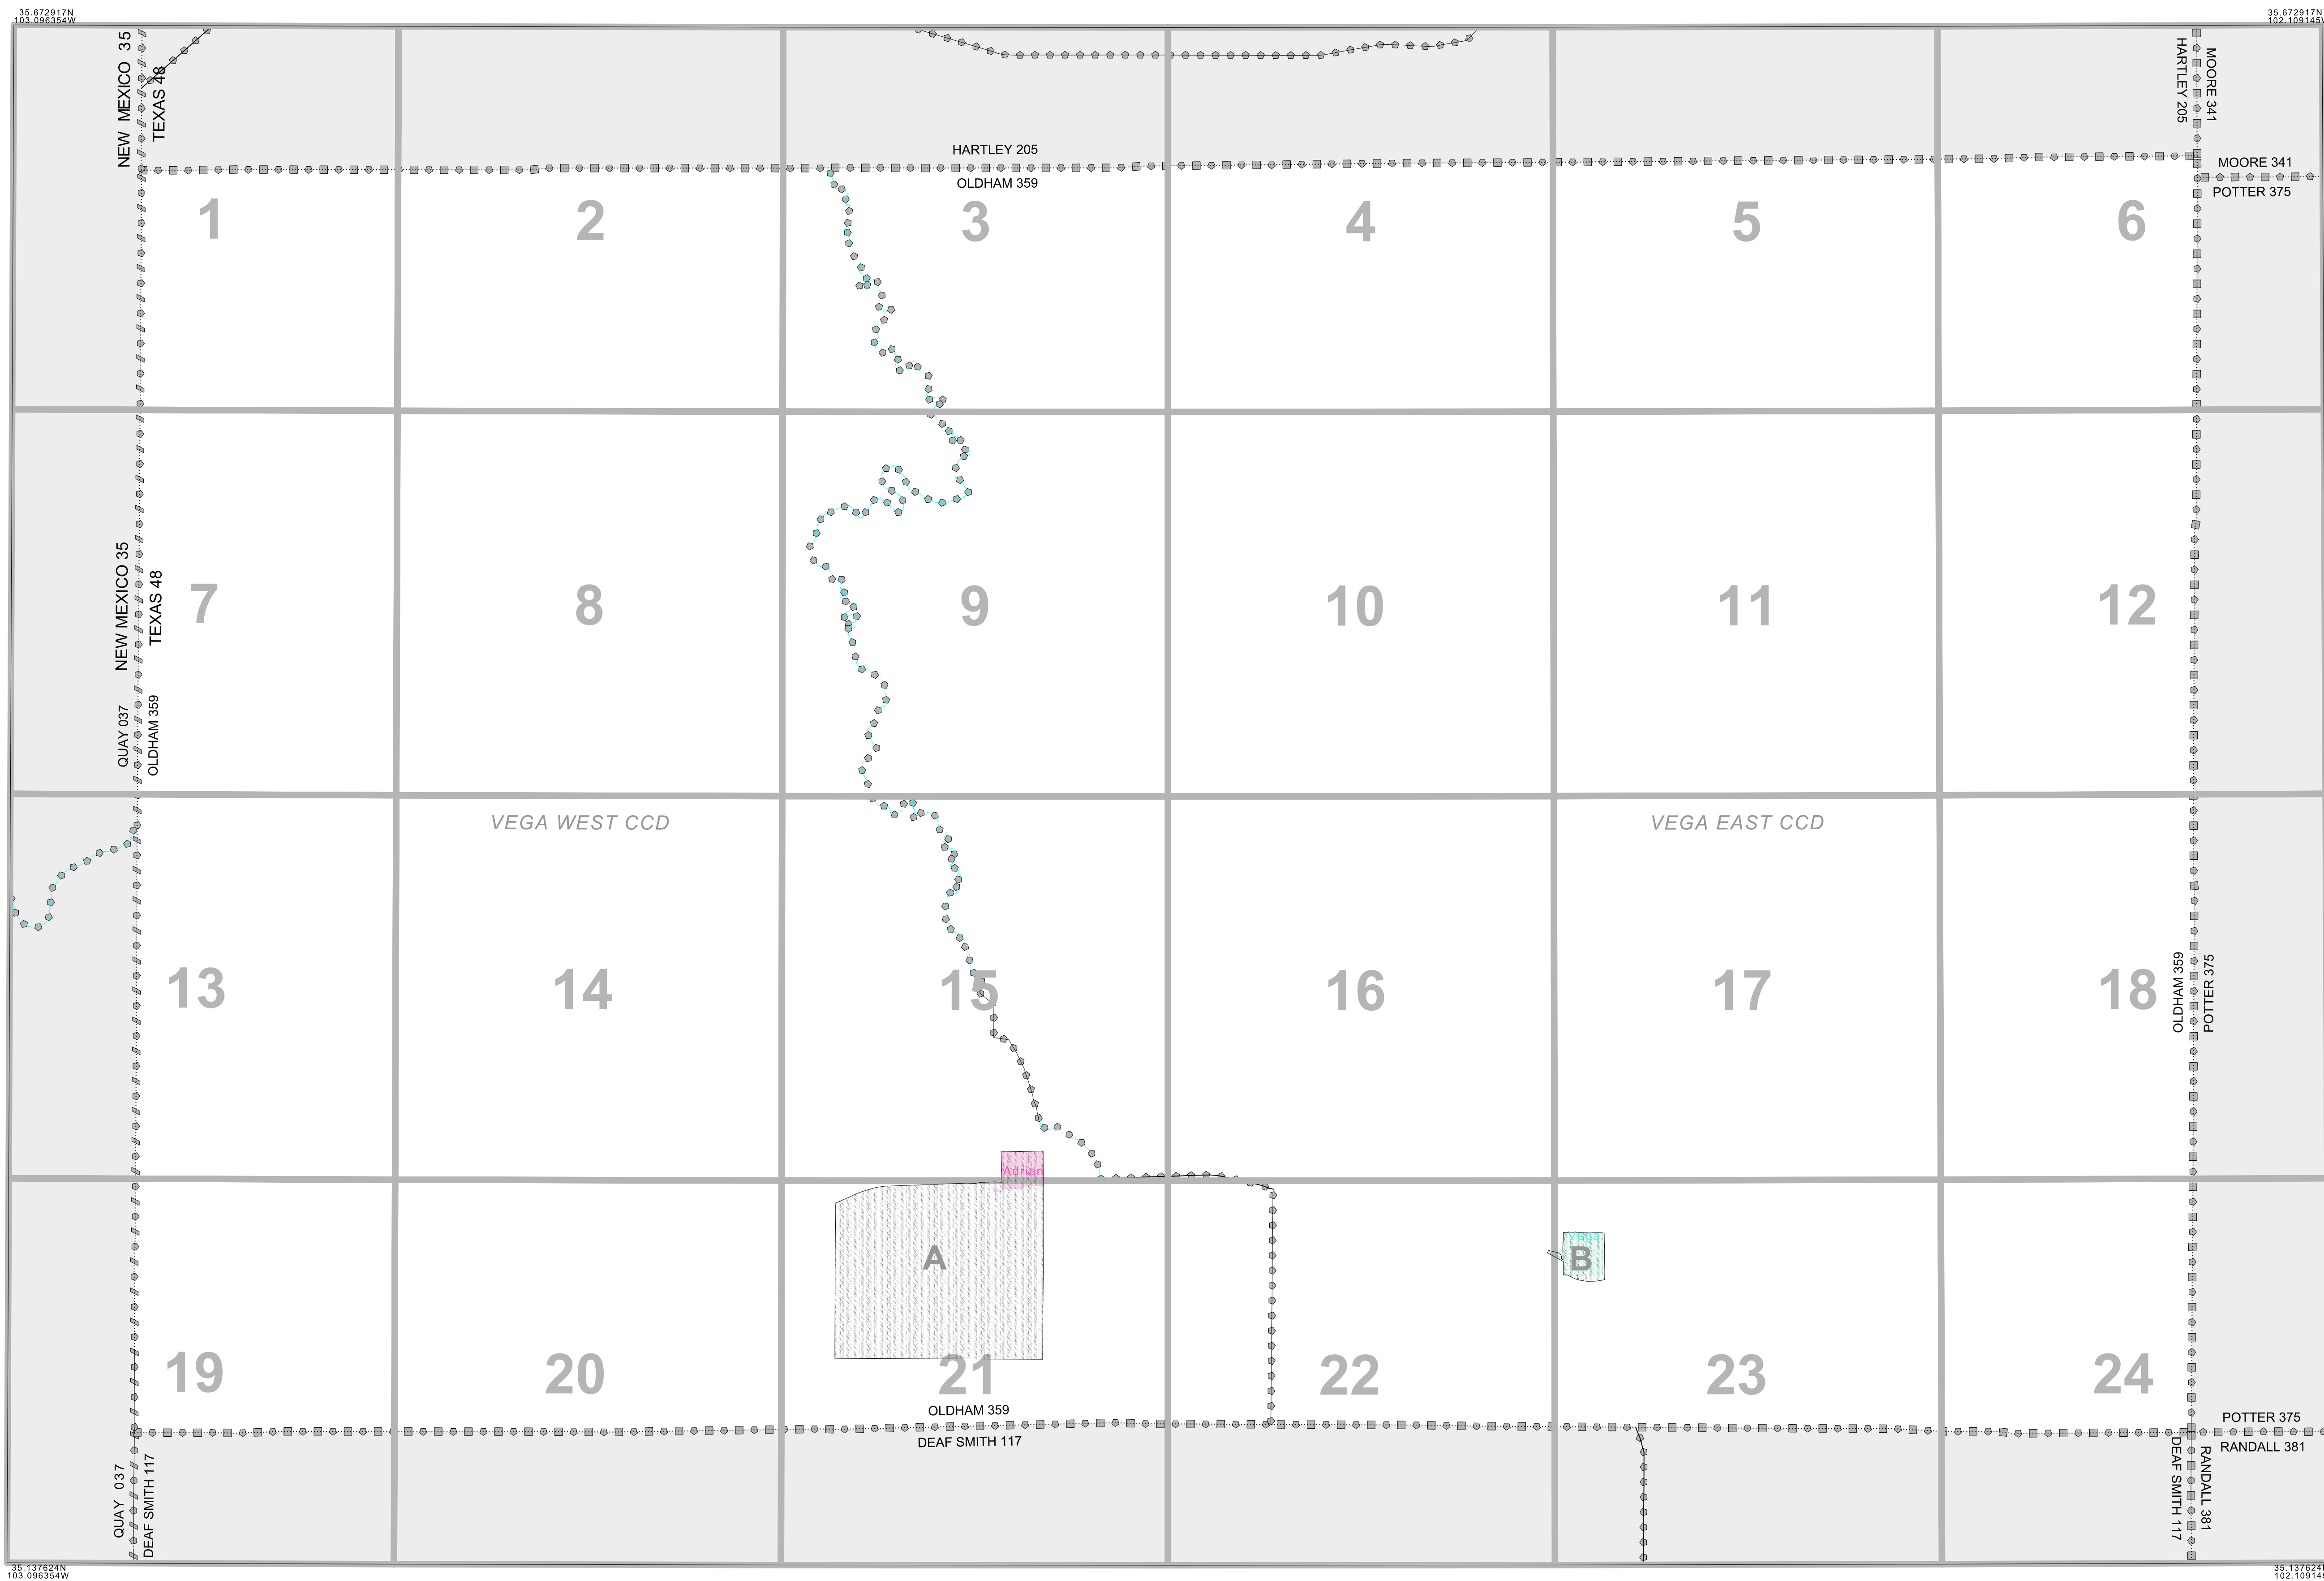 35.672917N
103.096354W
35.672917N
102.109145W
NEW MEXICO 35
TEXAS 48
HARTLEY 205
MOORE 341
HARTLEY 205
OLDHAM 359
MOORE 341
POTTER 375
1
2
3
4
5
6
NEW MEXICO 35
TEXAS 48
7
8
9
10
11
12
QUAY 037
OLDHAM 359
VEGA WEST CCD
VEGA EAST CCD
13
14
15
16
17
18
OLDHAM 359
POTTER 375
Adrian
A
Vega
B
19
20
21
22
23
24
OLDHAM 359
DEAF SMITH 117
POTTER 375
RANDALL 381
QUAY 037
DEAF SMITH 117
DEAF SMITH 117
RANDALL 381
35.137624N
103.096354W